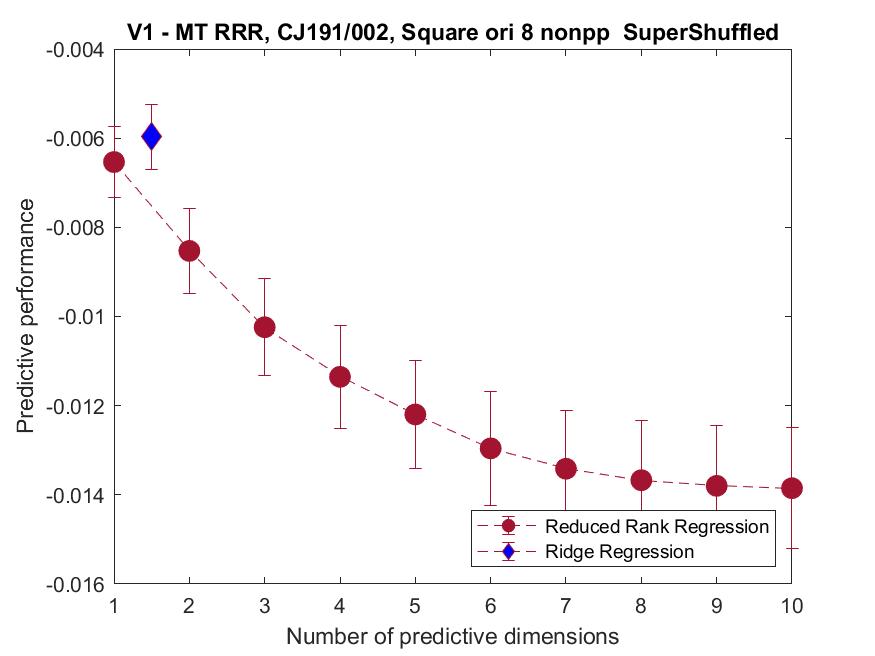 V1 - MT RRR, CJ191/002, Square ori 8 nonpp  SuperShuffled
-0.004
-0.006
-0.008
-0.01
-0.012
-0.014
-0.016
Predictive performance
Reduced Rank Regression
Ridge Regression
1 2 3 4 5 6 7 8 9 10
Number of predictive dimensions